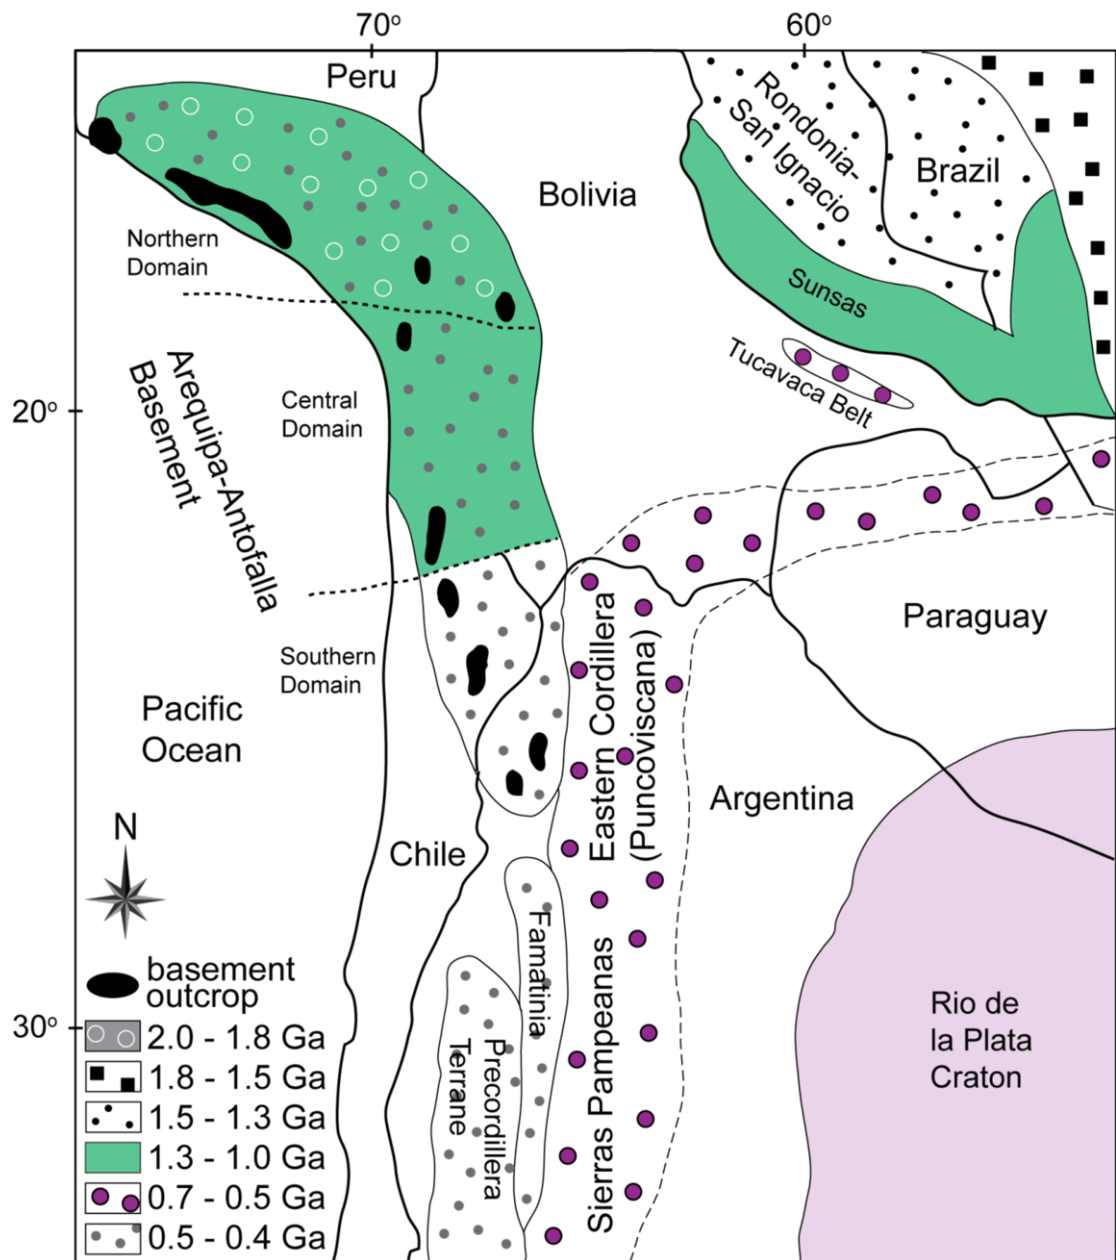 70°
60°
Peru
Bolivia
Rondonia-
San Ignacio
Brazil
Northern
Domain
Sunsas
Tucavaca Belt
20°
Arequipa-Antofalla
Basement
Central
Domain
Southern
Domain
Pacific
Ocean
Eastern Cordillera
(Puncoviscana)
Paraguay
Argentina
Chile
N
Famatinia
Precordillera
Terrane
Sierras Pampeanas
Rio de
la Plata
Craton
30°
basement
outcrop
2.0 - 1.8 Ga
1.8 - 1.5 Ga
1.5 - 1.3 Ga
1.3 - 1.0 Ga
0.7 - 0.5 Ga
0.5 - 0.4 Ga